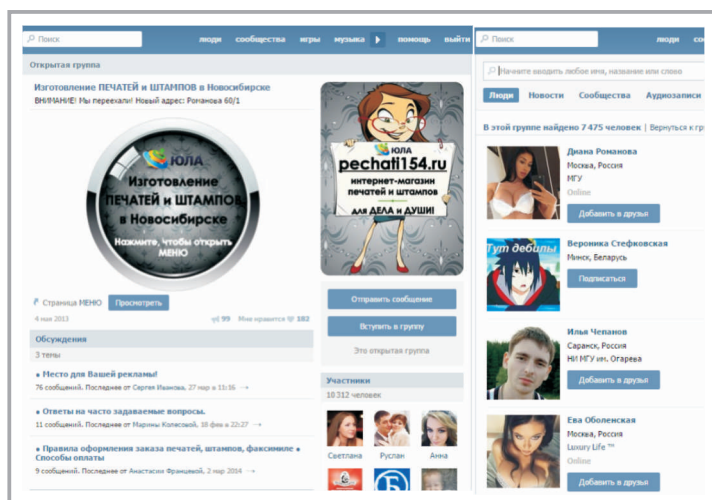 Поиск
люди сообщества игры музыка помощь выйти
Открытая группа
Изготовление ПЕЧАТЕЙ и ШТАМПОВ в Новосибирске
ВНИМАНИЕ! Мы переехали! Новый адрес: Романова 60/1
ЮЛА
Изготовление
ПЕЧАТЕЙ и ШТАМПОВ
в Новосибирске
Нажмите, чтобы открыть
МЕНЮ
ЮЛА
pechati154.ru
интернет-магазин
печатей и штампов
для ДЕЛА и ДУШИ!
Страница МЕНЮ Просмотреть
4 мая 2013 99 Мне нравится 182
Обсуждения
3 темы
Место для Вашей рекламы!
76 сообщений. Последнее от Сергея Иванова, 27 мар в 11:16 →
Ответы на часто задаваемые вопросы.
11 сообщений. Последнее от Марины Колесовой, 18 фев в 22:27 →
Правила оформления заказа печатей, штампов, факсимиле •
Способы оплаты
9 сообщений. Последнее от Анастасии Францевой, 2 мар 2014 →
Отправить сообщение
Вступить в группу
Это открытая группа
Участники
10 312 человек
Светлана Руслан Анна
Поиск
люди со
Начните вводить любое имя, название или слово
Люди Новости Сообщества Аудиозаписи
В этой группе найдено 7 475 человек | Вернуться к гр
Диана Романова
Москва, Россия
МГУ
Online
Добавить в друзья
Тут дебилы
Вероника Стефковская
Минск, Беларусь
Подписаться
Илья Чепанов
Саранск, Россия
НИ МГУ им. Огарева
Добавить в друзья
Ева Оболенская
Москва, Россия
Luxury Life ™
Online
Добавить в друзья